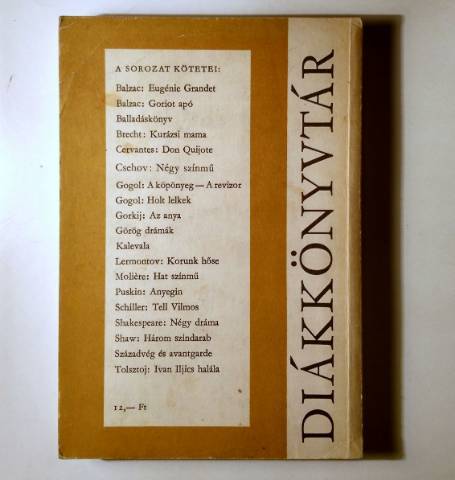 A SOROZAT KÖTETEI:
Balzac: Eugénie Grandet
Balzac: Goriot apó
Balladáskönyv
Brecht: Kurázsi mama
Cervantes: Don Quijote
Csehov: Négy színmű
Gogol: A köpönyeg — A revizor
Gogol: Holt lelkek
Gorkij: Az anya
Görög drámák
Kalevala
Lermontov: Korunk hőse
Molière: Hat színmű
Puskin: Anyegin
Schiller: Tell Vilmos
Shakespeare: Négy dráma
Shaw: Három színdarab
Századvég és avantgarde
Tolsztoj: Ivan Iljics halála
12,— Ft
DIÁKKÖNYVTÁR